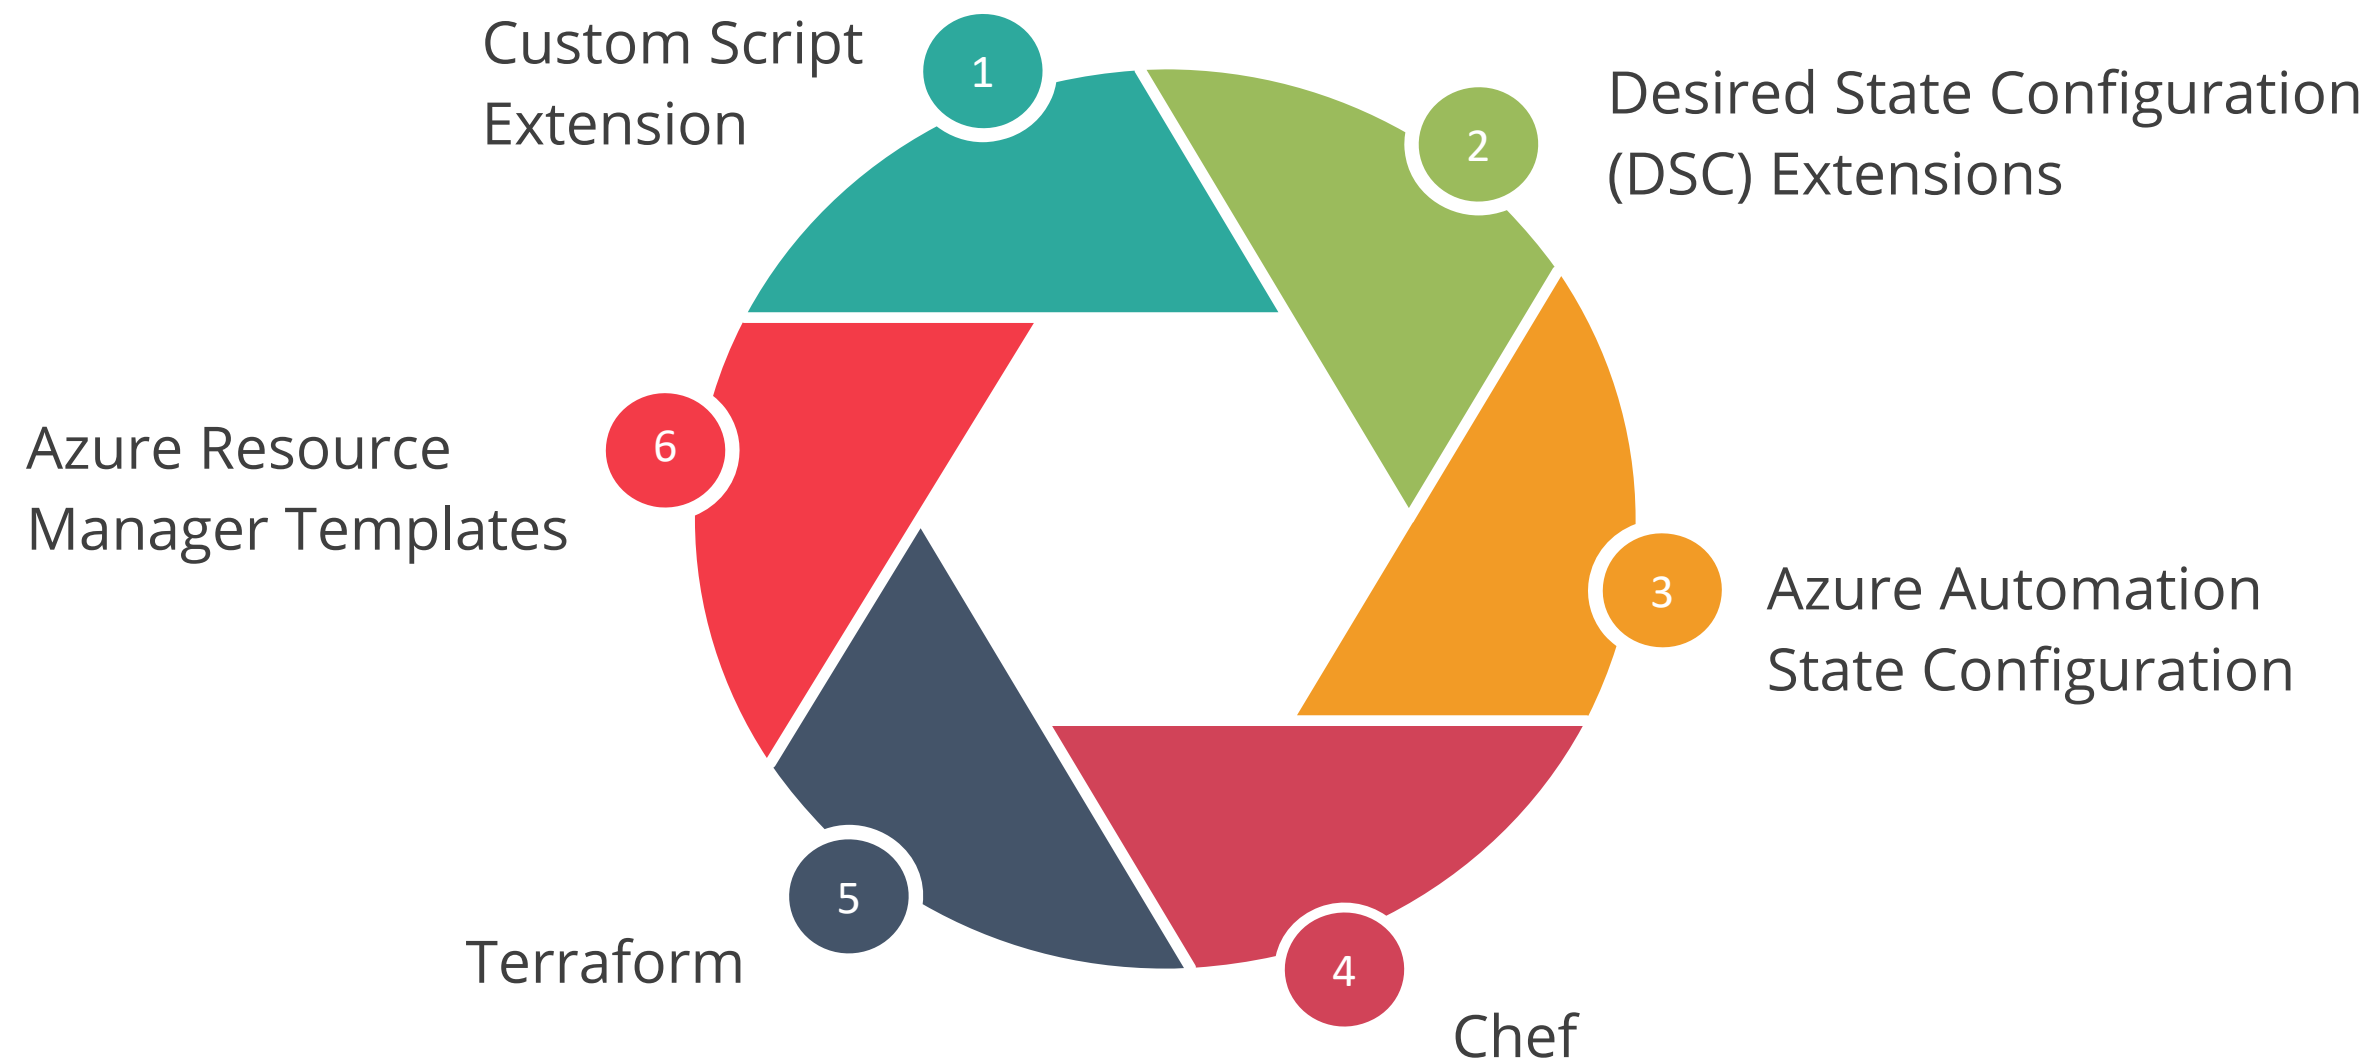 1
Custom Script
Extension
2
Desired State Configuration
(DSC) Extensions
3
Azure Automation
State Configuration
4
Chef
5
Terraform
6
Azure Resource
Manager Templates